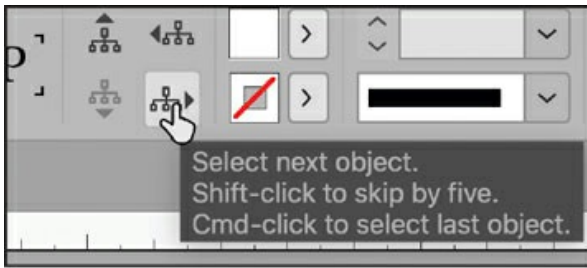 P
Select next object.
Shift-click to skip by five.
Cmd-click to select last object.